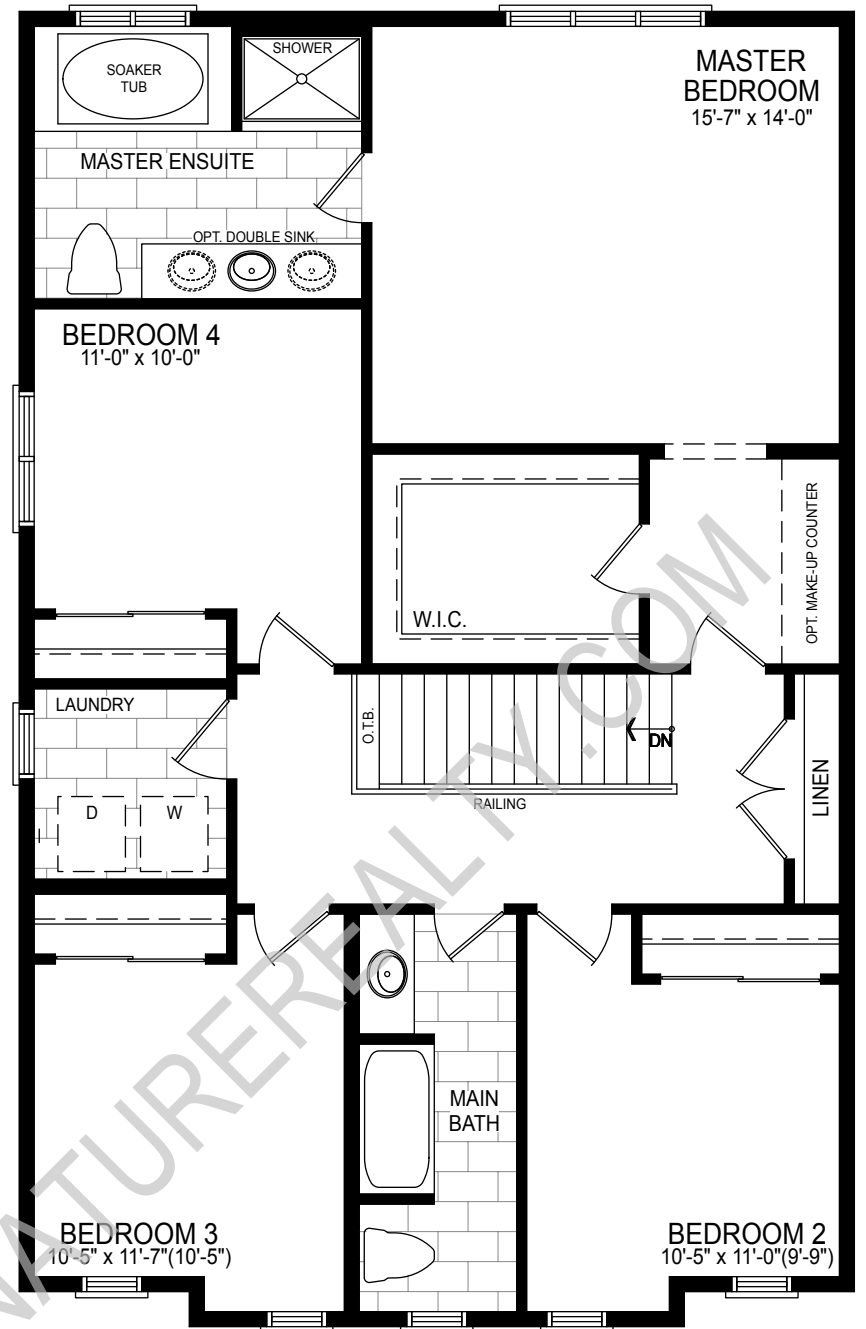 SOAKER
TUB
SHOWER
MASTER
BEDROOM
15'-7" x 14'-0"
MASTER ENSUITE
OPT. DOUBLE SINK
BEDROOM 4
11'-0" x 10'-0"
W.I.C.
OPT. MAKE-UP COUNTER
LAUNDRY
D
W
O.T.B.
DN
RAILING
LINEN
MAIN
BATH
BEDROOM 3
10'-5" x 11'-7"(10'-5")
BEDROOM 2
10'-5" x 11'-0"(9'-9")
NATUREREALTY.COM